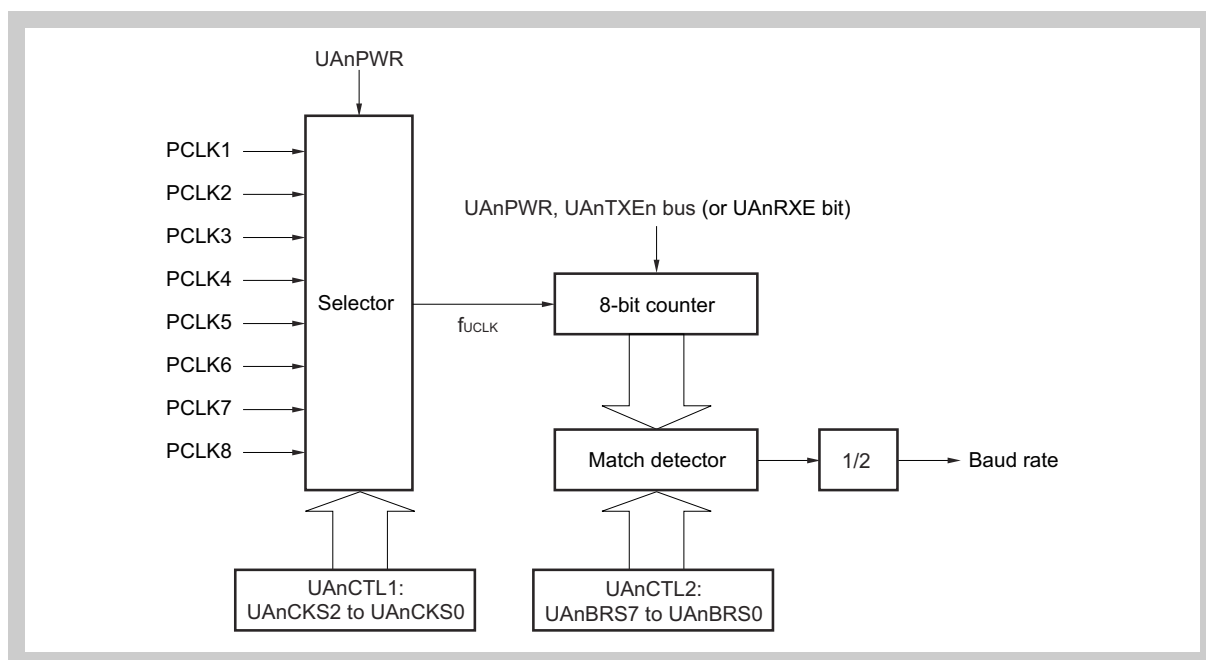 UAnPWR
PCLK1
PCLK2
PCLK3
PCLK4
PCLK5
PCLK6
PCLK7
PCLK8
Selector
fUCLK
UAnPWR, UAnTXEn bus (or UAnRXE bit)
8-bit counter
Match detector
1/2
Baud rate
UAnCTL1:
UAnCKS2 to UAnCKS0
UAnCTL2:
UAnBRS7 to UAnBRS0